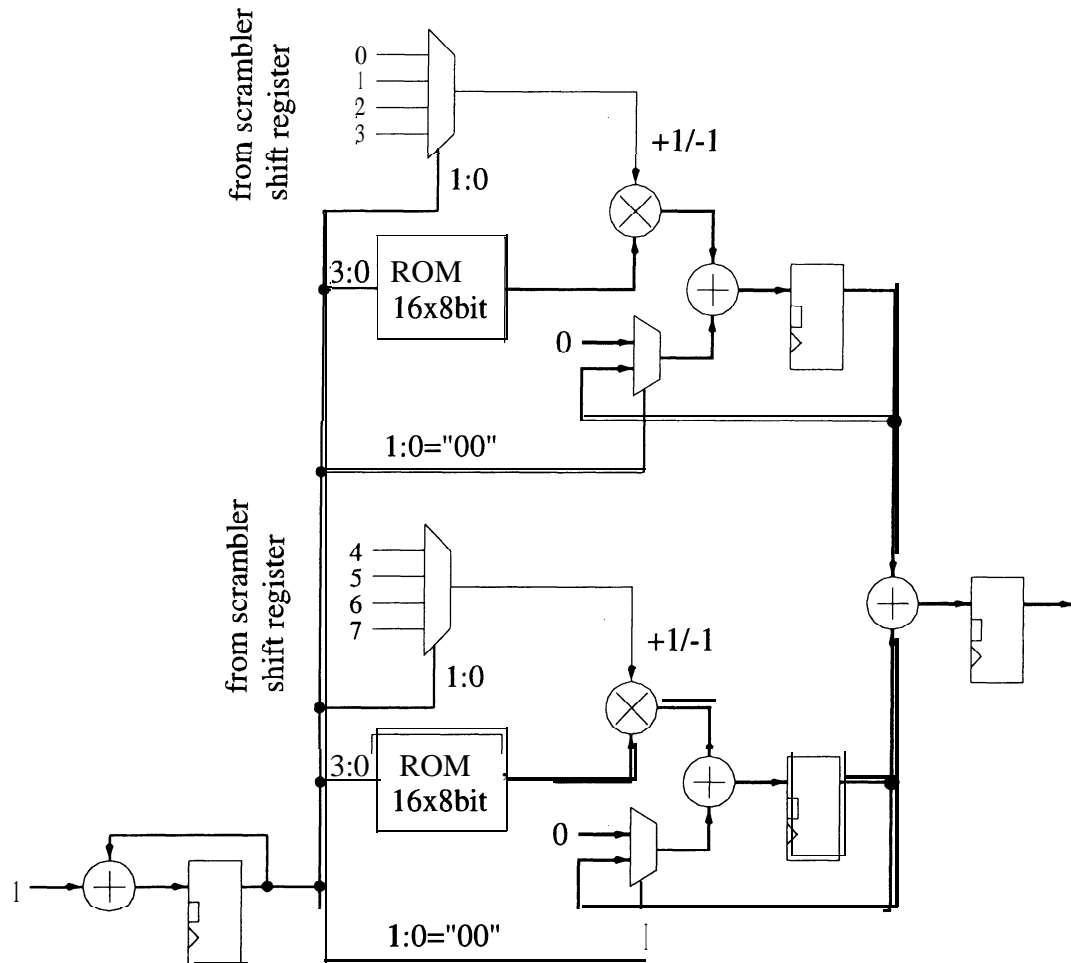 from scrambler
shift register
0
1
2
3
1:0
+1/-1
3:0
ROM
16x8bit
0
1:0="00"
from scrambler
shift register
4
5
6
7
1:0
+1/-1
3:0
ROM
16x8bit
0
1
1:0="00"